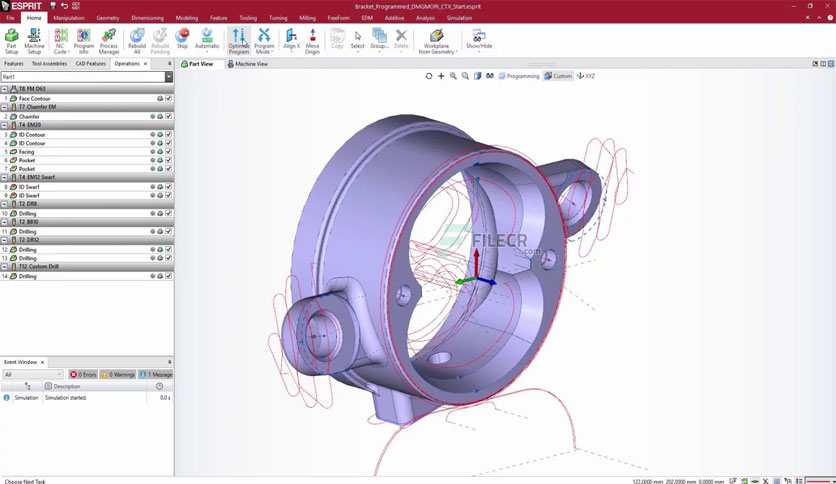 ESPRIT
Bracket_Programmed_DMGMORI_CTX_Start.esprit
File Home Manipulation Geometry Dimensioning Modeling Feature Tooling Turning Milling FreeForm EDM Additive Analysis Simulation
Part Setup
Machine Setup
NC Code
Program Info
Process Manager
Rebuild All
Rebuild Pending
Stop
Automatic
Optimize Program
Program Mode
Align X
Move Origin
Copy
Select
Group...
Delete
Workplane from Geometry
Show/Hide
Features Tool Assemblies CAD Features Operations
Part View Machine View
Part1
Programming Custom XYZ
T8 FM D63
1 Face Contour
T7 Chamfer EM
2 Chamfer
T4 EM20
3 ID Contour
4 ID Contour
5 Facing
6 Pocket
7 Pocket
T4 EM12 Swarf
8 ID Swarf
9 ID Swarf
T2 DR8
10 Drilling
T2 BB10
11 Drilling
T2 DR12
12 Drilling
13 Drilling
T12 Custom Drill
14 Drilling
FILECR
.com
Event Window
All 0 Errors 0 Warnings 1 Message
Description
Simulation Simulation started. 0.0 s
Choose Next Task
122.0000 mm 202.0000 mm 0.0000 mm